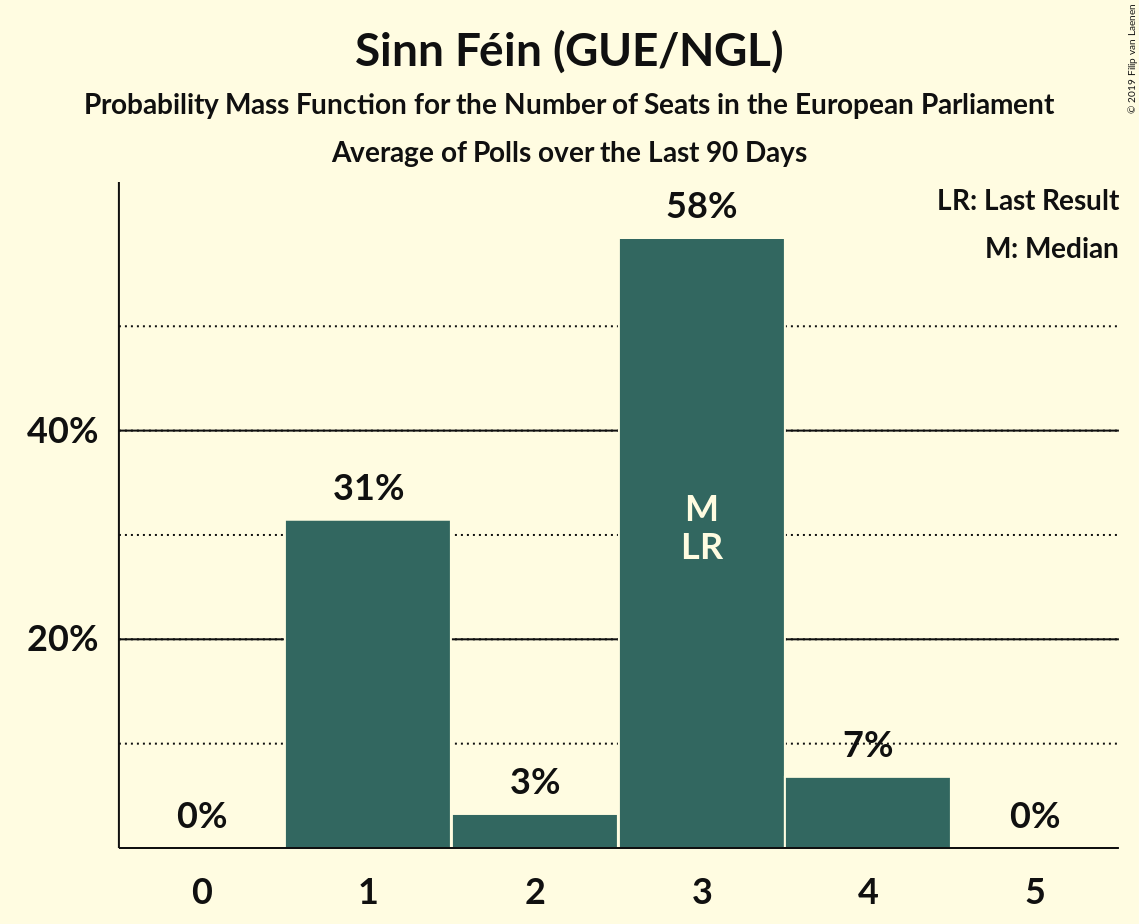 Sinn Féin (GUE/NGL)
Probability Mass Function for the Number of Seats in the European Parliament
Average of Polls over the Last 90 Days
© 2019 Filip van Laenen
LR: Last Result
M: Median
58%
40%
31%
M
LR
20%
7%
3%
0%
0%
0 1 2 3 4 5